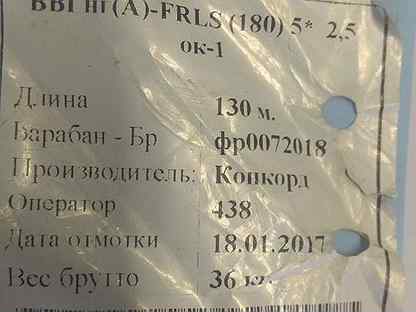 ВВГнг(А)-FRLS (180) 5* 2,5
ок-1
Длина 130 м.
Барабан - Бр фр0072018
Производитель: Конкорд
Оператор 438
Дата отмотки 18.01.2017
Вес брутто 36 кг